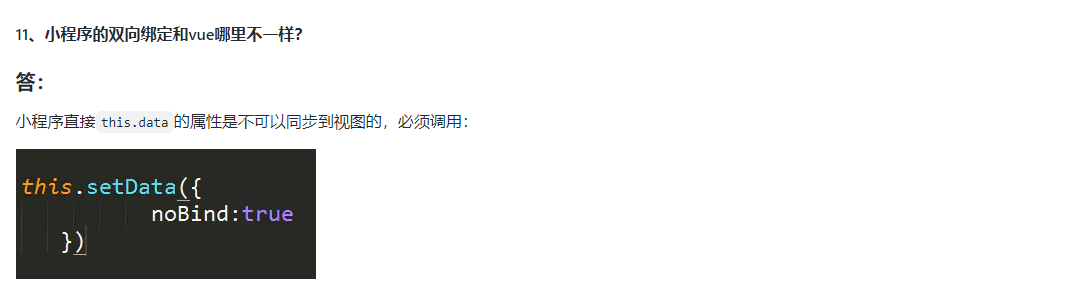 11、小程序的双向绑定和vue哪里不一样？
答：
小程序直接 this.data 的属性是不可以同步到视图的，必须调用：
this.setData({
noBind:true
})